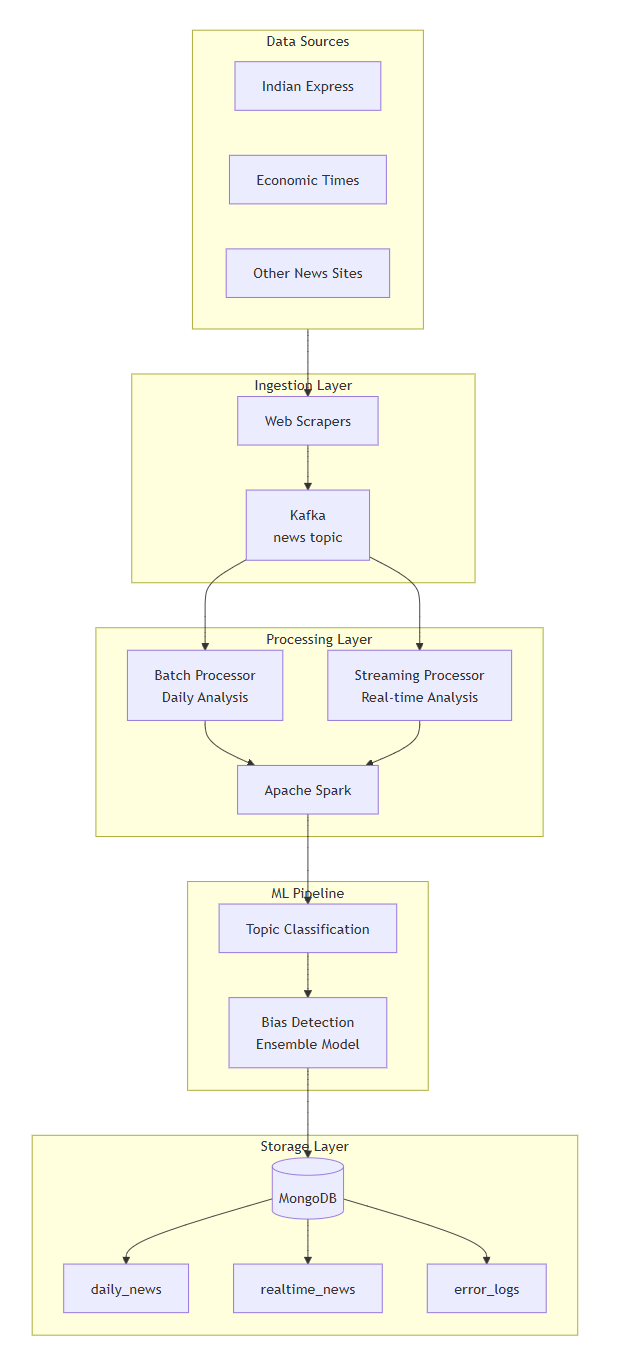 Data Sources
Indian Express
Economic Times
Other News Sites
Ingestion Layer
Web Scrapers
Kafka
news topic
Processing Layer
Batch Processor
Daily Analysis
Streaming Processor
Real-time Analysis
Apache Spark
ML Pipeline
Topic Classification
Bias Detection
Ensemble Model
Storage Layer
MongoDB
daily_news
realtime_news
error_logs